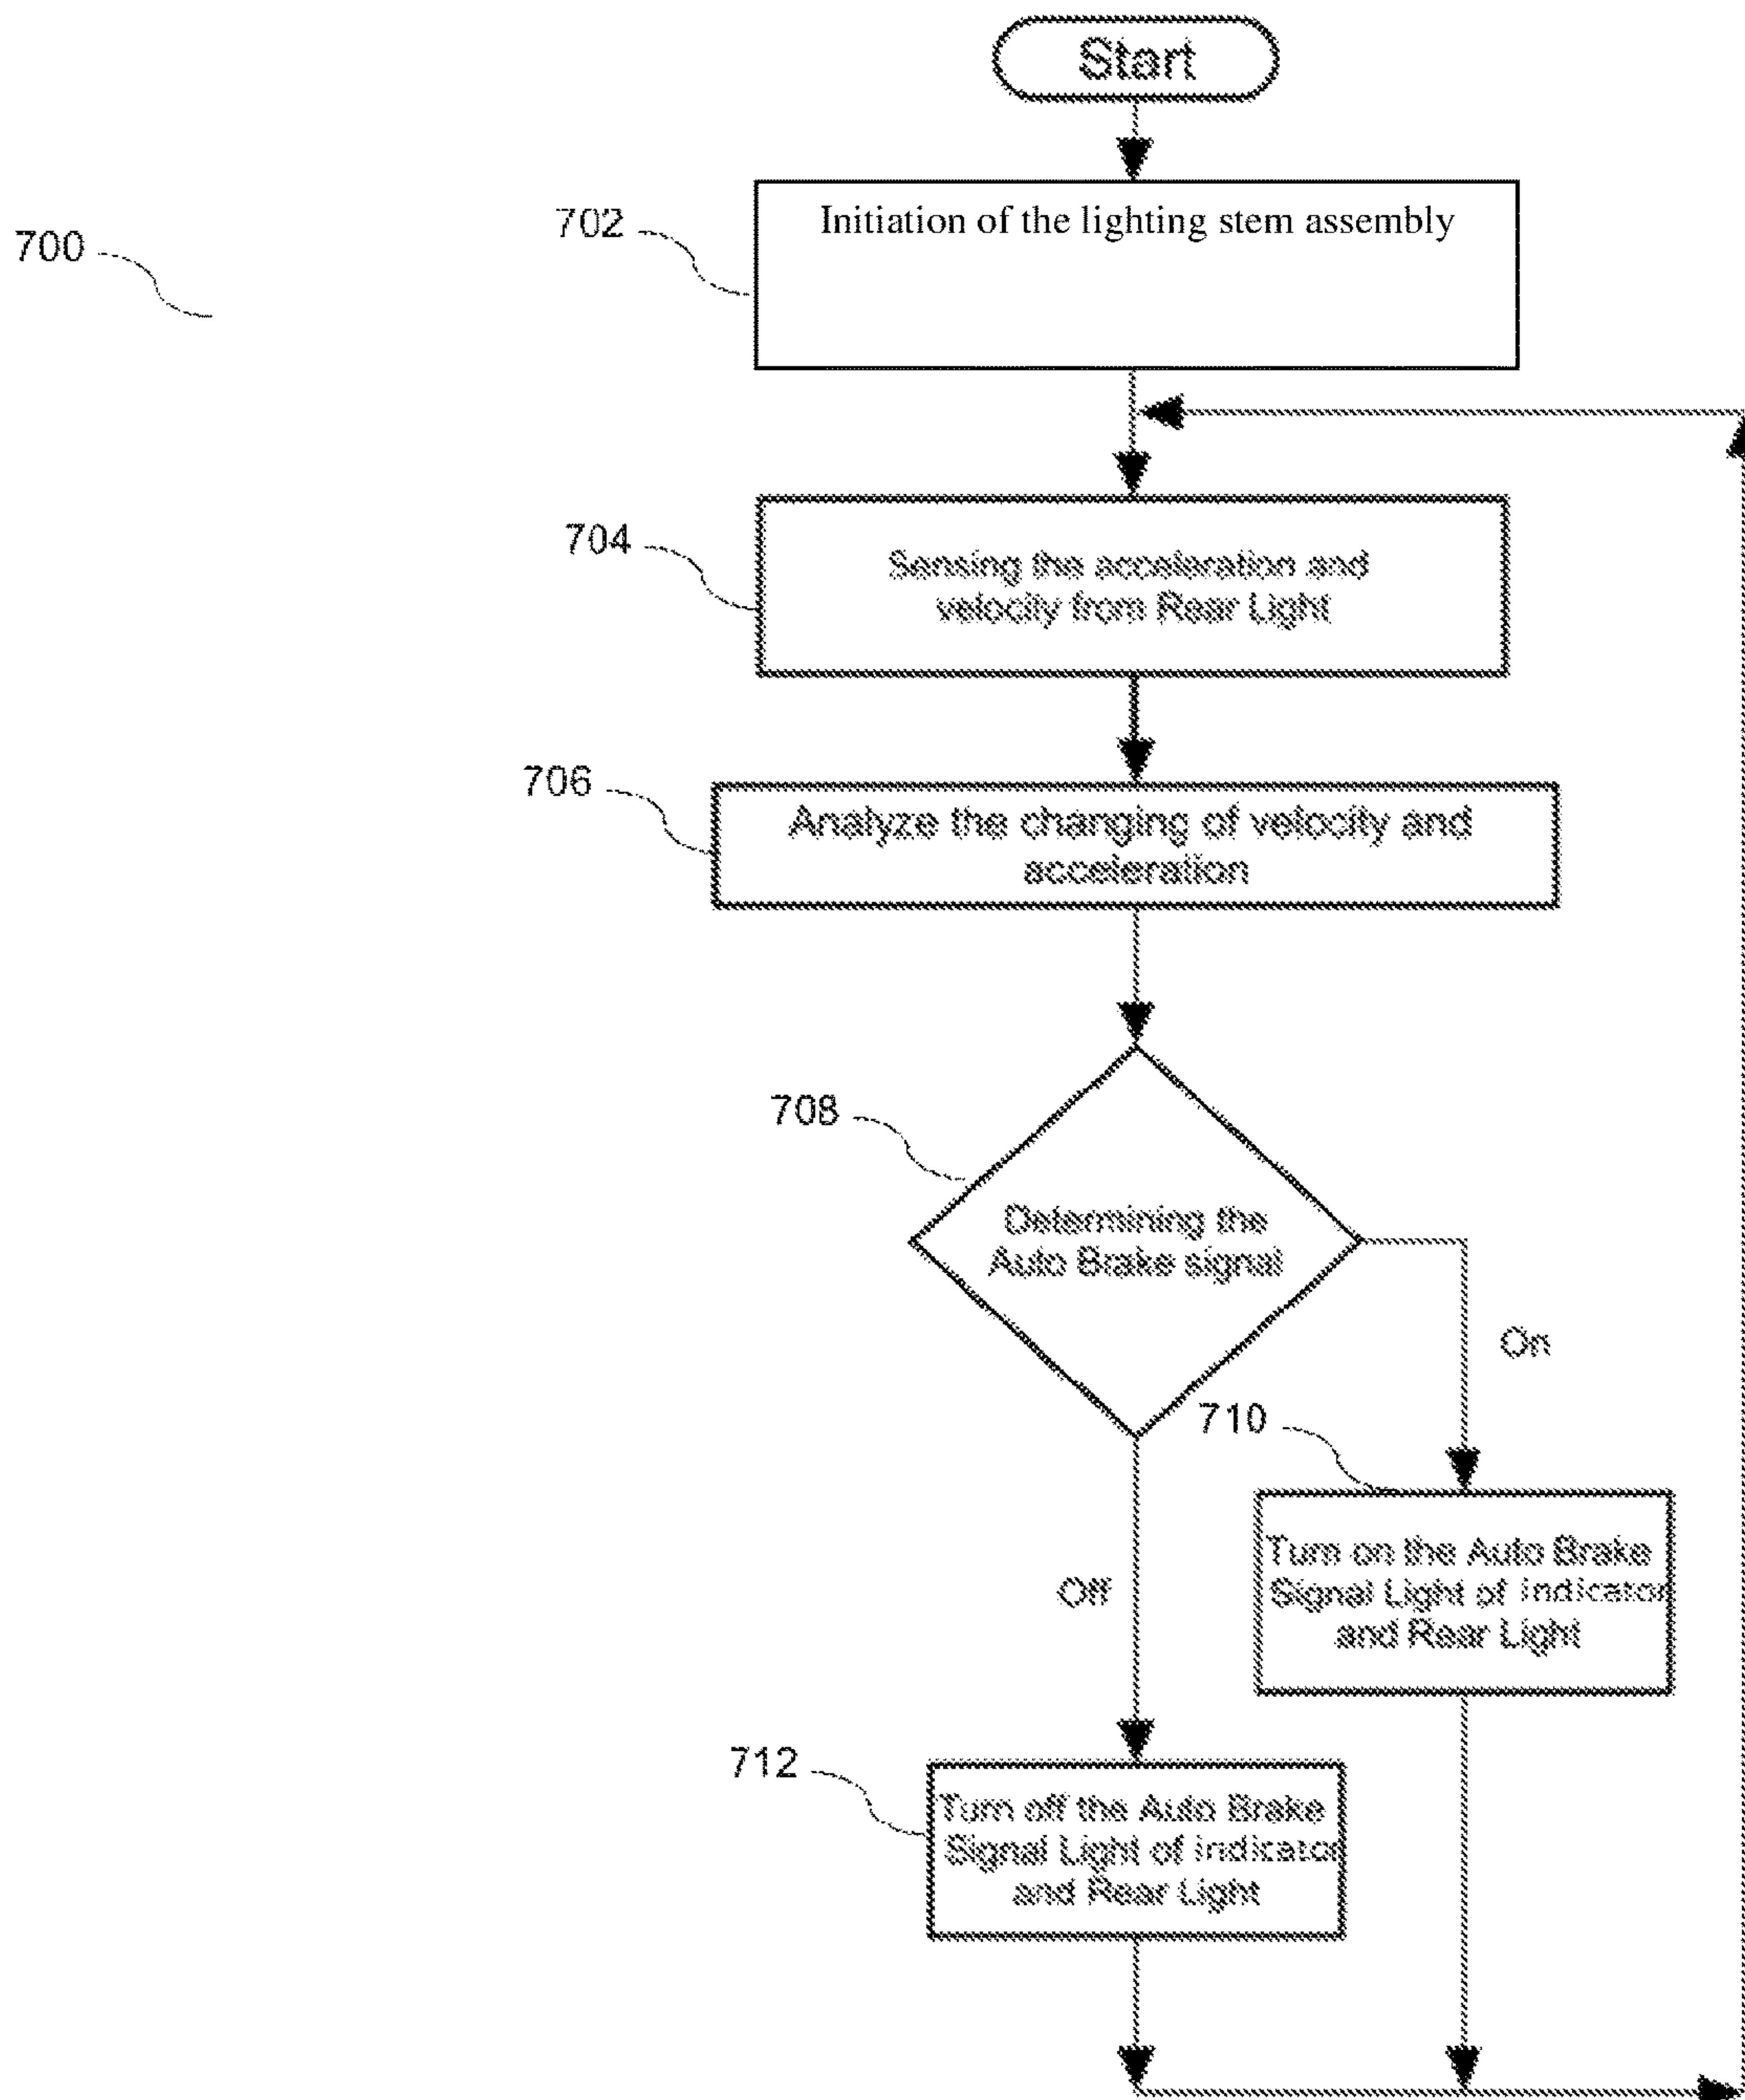 Start
700
702
Initiation of the lighting stem assembly
704
Sensing the acceleration and
velocity from Rear Light
706
Analyze the changing of velocity and
acceleration
708
Determining the
Auto Brake signal
On
710
Turn on the Auto Brake
Signal Light of indicator
and Rear Light
Off
712
Turn off the Auto Brake
Signal Light of indicator
and Rear Light